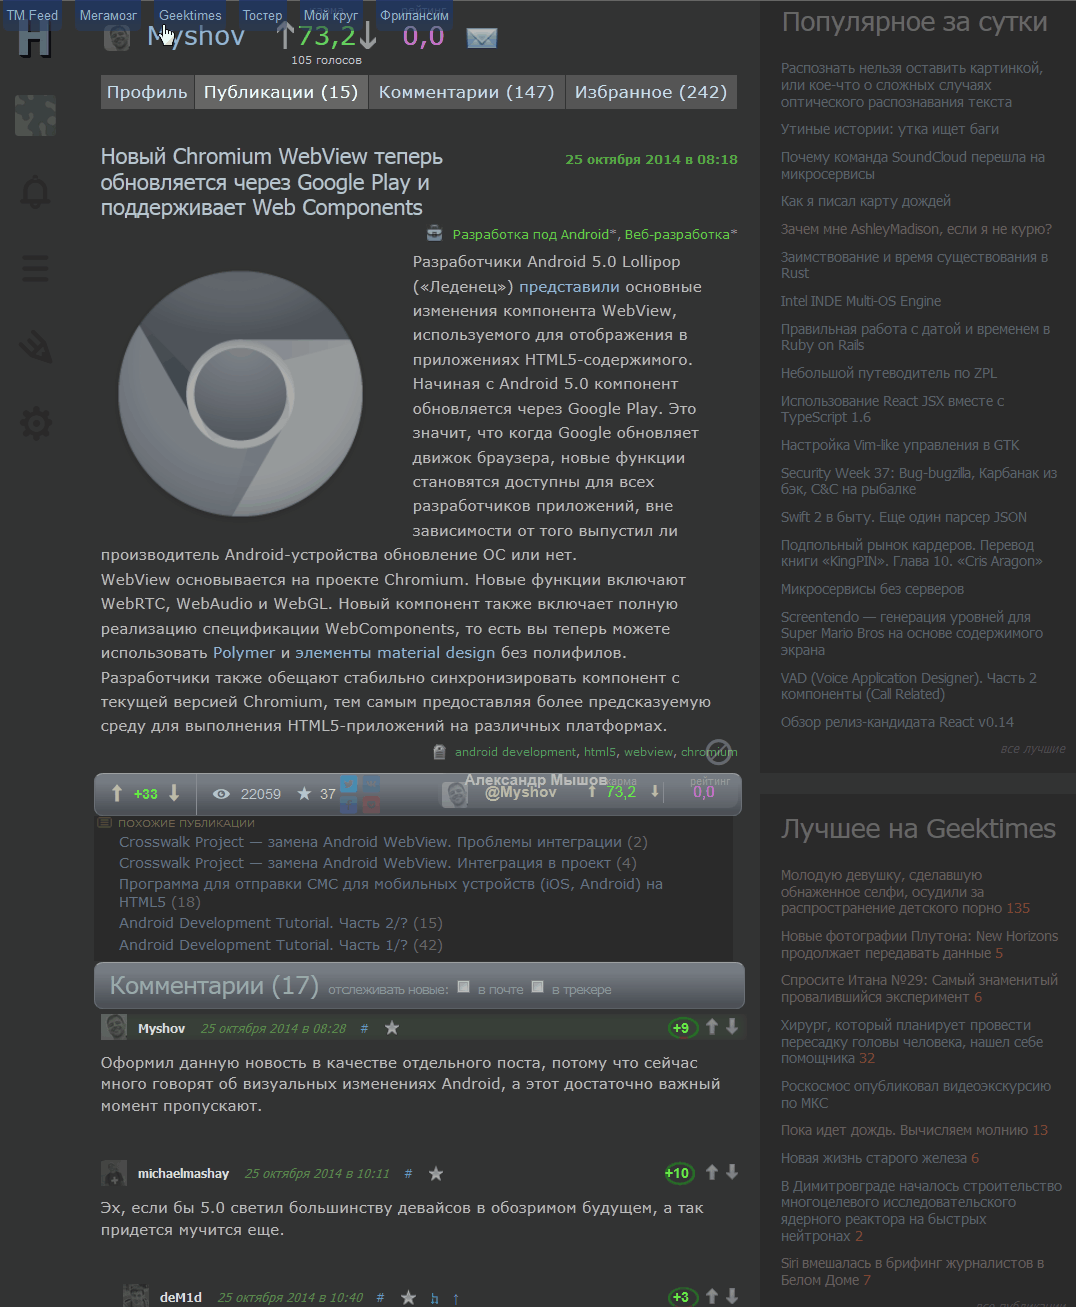 TM Feed Мегамозг Geektimes Тостер Мой круг Фрилансим
H
Myshov
73,2
рейтинг
0,0
105 голосов
Профиль Публикации (15) Комментарии (147) Избранное (242)
Новый Chromium WebView теперь
обновляется через Google Play и
поддерживает Web Components
25 октября 2014 в 08:18
Разработка под Android*, Веб-разработка*
Разработчики Android 5.0 Lollipop
(«Леденец») представили основные
изменения компонента WebView,
используемого для отображения в
приложениях HTML5-содержимого.
Начиная с Android 5.0 компонент
обновляется через Google Play. Это
значит, что когда Google обновляет
движок браузера, новые функции
становятся доступны для всех
разработчиков приложений, вне
зависимости от того выпустил ли
производитель Android-устройства обновление ОС или нет.
WebView основывается на проекте Chromium. Новые функции включают
WebRTC, WebAudio и WebGL. Новый компонент также включает полную
реализацию спецификации WebComponents, то есть вы теперь можете
использовать Polymer и элементы material design без полифилов.
Разработчики также обещают стабильно синхронизировать компонент с
текущей версией Chromium, тем самым предоставляя более предсказуемую
среду для выполнения HTML5-приложений на различных платформах.
android development, html5, webview, chromium
+33 22059 37
Александр Мышов
@Myshov
карма
73,2
рейтинг
0,0
ПОХОЖИЕ ПУБЛИКАЦИИ
Crosswalk Project — замена Android WebView. Проблемы интеграции (2)
Crosswalk Project — замена Android WebView. Интеграция в проект (4)
Программа для отправки СМС для мобильных устройств (iOS, Android) на
HTML5 (18)
Android Development Tutorial. Часть 2/? (15)
Android Development Tutorial. Часть 1/? (42)
Комментарии (17) отслеживать новые: в почте в трекере
Myshov 25 октября 2014 в 08:28 # +9
Оформил данную новость в качестве отдельного поста, потому что сейчас
много говорят об визуальных изменениях Android, а этот достаточно важный
момент пропускают.
michaelmashay 25 октября 2014 в 10:11 # +10
Эх, если бы 5.0 светил большинству девайсов в обозримом будущем, а так
придется мучится еще.
deM1d 25 октября 2014 в 10:40 # h ↑ +3
Популярное за сутки
Распознать нельзя оставить картинкой,
или кое-что о сложных случаях
оптического распознавания текста
Утиные истории: утка ищет баги
Почему команда SoundCloud перешла на
микросервисы
Как я писал карту дождей
Зачем мне AshleyMadison, если я не курю?
Заимствование и время существования в
Rust
Intel INDE Multi-OS Engine
Правильная работа с датой и временем в
Ruby on Rails
Небольшой путеводитель по ZPL
Использование React JSX вместе с
TypeScript 1.6
Настройка Vim-like управления в GTK
Security Week 37: Bug-bugzilla, Карбанак из
бэк, C&C на рыбалке
Swift 2 в быту. Еще один парсер JSON
Подпольный рынок кардеров. Перевод
книги «KingPIN». Глава 10. «Cris Aragon»
Микросервисы без серверов
Screentendo — генерация уровней для
Super Mario Bros на основе содержимого
экрана
VAD (Voice Application Designer). Часть 2
компоненты (Call Related)
Обзор релиз-кандидата React v0.14
все лучшие
Лучшее на Geektimes
Молодую девушку, сделавшую
обнаженное селфи, осудили за
распространение детского порно 135
Новые фотографии Плутона: New Horizons
продолжает передавать данные 5
Спросите Итана №29: Самый знаменитый
провалившийся эксперимент 6
Хирург, который планирует провести
пересадку головы человека, нашел себе
помощника 32
Роскосмос опубликовал видеоэкскурсию
по МКС
Пока идет дождь. Вычисляем молнию 13
Новая жизнь старого железа 6
В Димитровграде началось строительство
многоцелевого исследовательского
ядерного реактора на быстрых
нейтронах 2
Siri вмешалась в брифинг журналистов в
Белом Доме 7